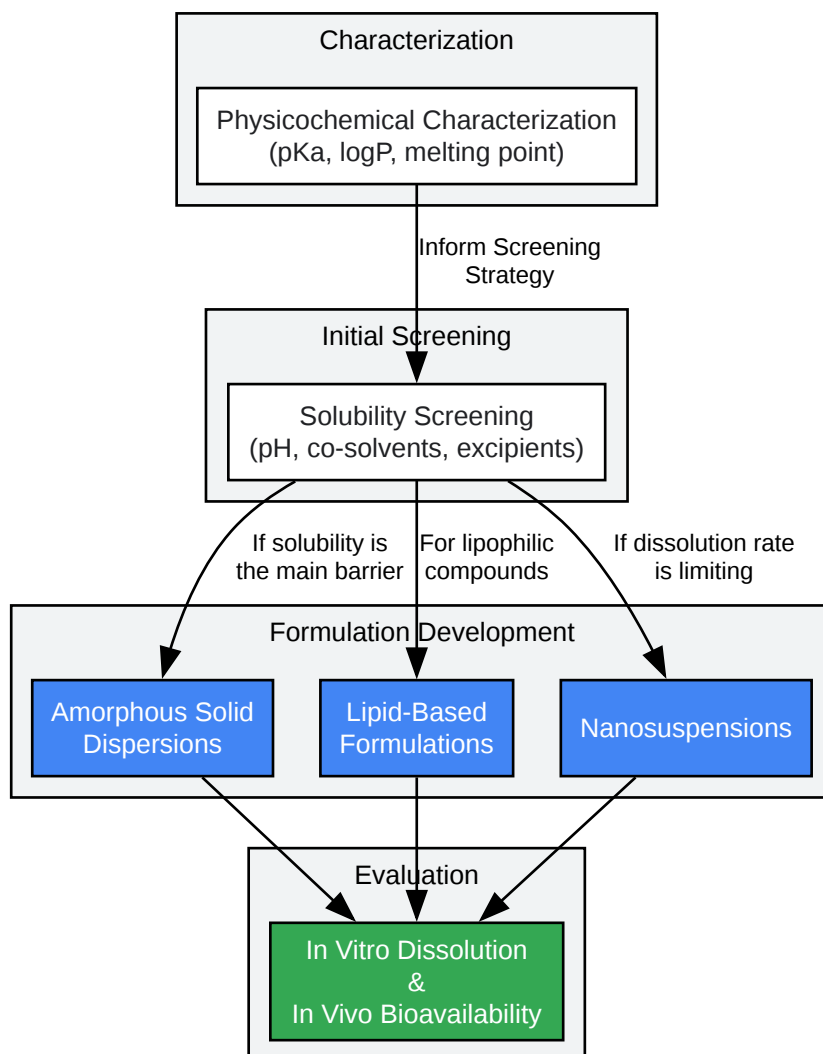 Characterization
Physicochemical Characterization
(pKa, logP, melting point)
Inform Screening
Strategy
Initial Screening
Solubility Screening
(pH, co-solvents, excipients)
If solubility is
the main barrier
For lipophilic
compounds
If dissolution rate
is limiting
Formulation Development
Amorphous Solid
Dispersions
Lipid-Based
Formulations
Nanosuspensions
Evaluation
In Vitro Dissolution
&
In Vivo Bioavailability